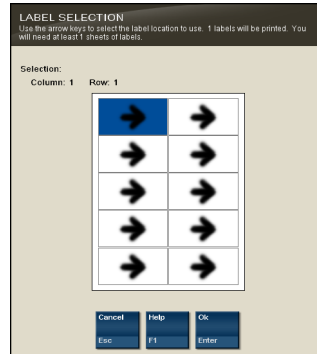 LABEL SELECTION
Use the arrow keys to select the label location to use. 1 labels will be printed. You
will need at least 1 sheets of labels.
Selection:
Column: 1 Row: 1
Cancel Help Ok
Esc F1 Enter